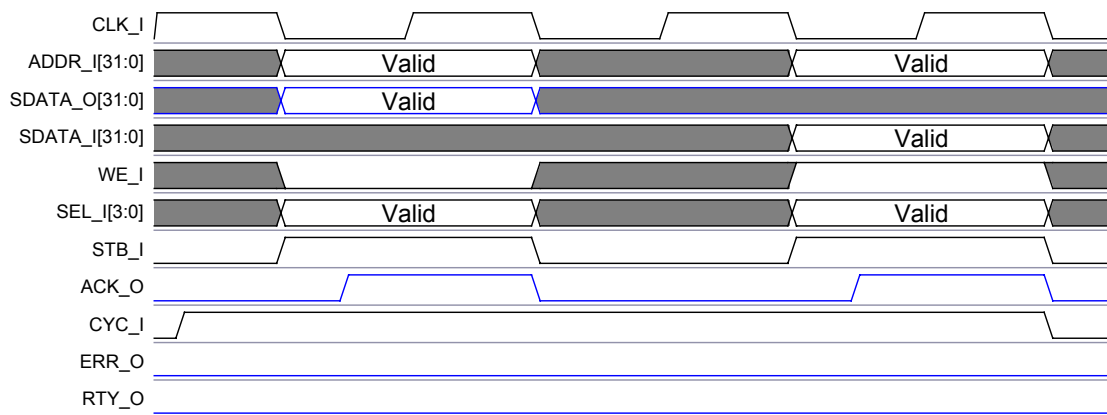 CLK_I
ADDR_I[31:0] Valid Valid
SDATA_O[31:0] Valid
SDATA_I[31:0] Valid
WE_I
SEL_I[3:0] Valid Valid
STB_I
ACK_O
CYC_I
ERR_O
RTY_O